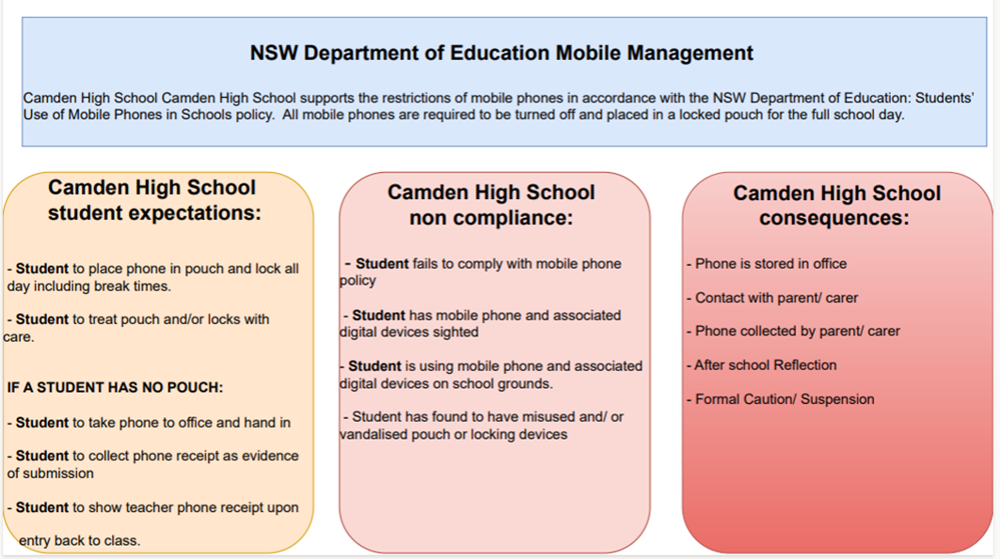 NSW Department of Education Mobile Management
Camden High School Camden High School supports the restrictions of mobile phones in accordance with the NSW Department of Education: Students'
Use of Mobile Phones in Schools policy.  All mobile phones are required to be turned off and placed in a locked pouch for the full school day.
Camden High School
student expectations:
- Student to place phone in pouch and lock all
day including break times.
- Student to treat pouch and/or locks with
care.
IF A STUDENT HAS NO POUCH:
- Student to take phone to office and hand in
- Student to collect phone receipt as evidence
of submission
- Student to show teacher phone receipt upon
entry back to class.
Camden High School
non compliance:
- Student fails to comply with mobile phone
policy
- Student has mobile phone and associated
digital devices sighted
- Student is using mobile phone and associated
digital devices on school grounds.
- Student has found to have misused and/ or
vandalised pouch or locking devices
Camden High School
consequences:
- Phone is stored in office
- Contact with parent/ carer
- Phone collected by parent/ carer
- After school Reflection
- Formal Caution/ Suspension